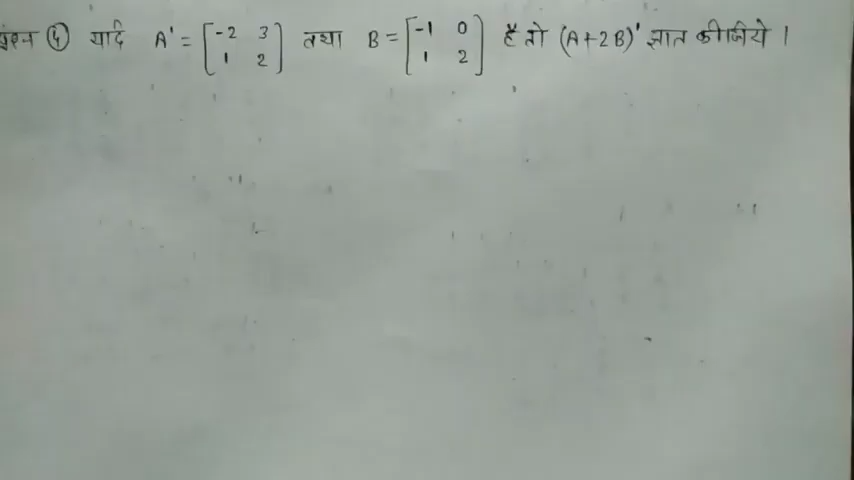 प्रश्न ④ यदि A' = [-2 3 1 2] तथा B = [-1 0 1 2] है तो (A+2B)' ज्ञात कीजिये ।